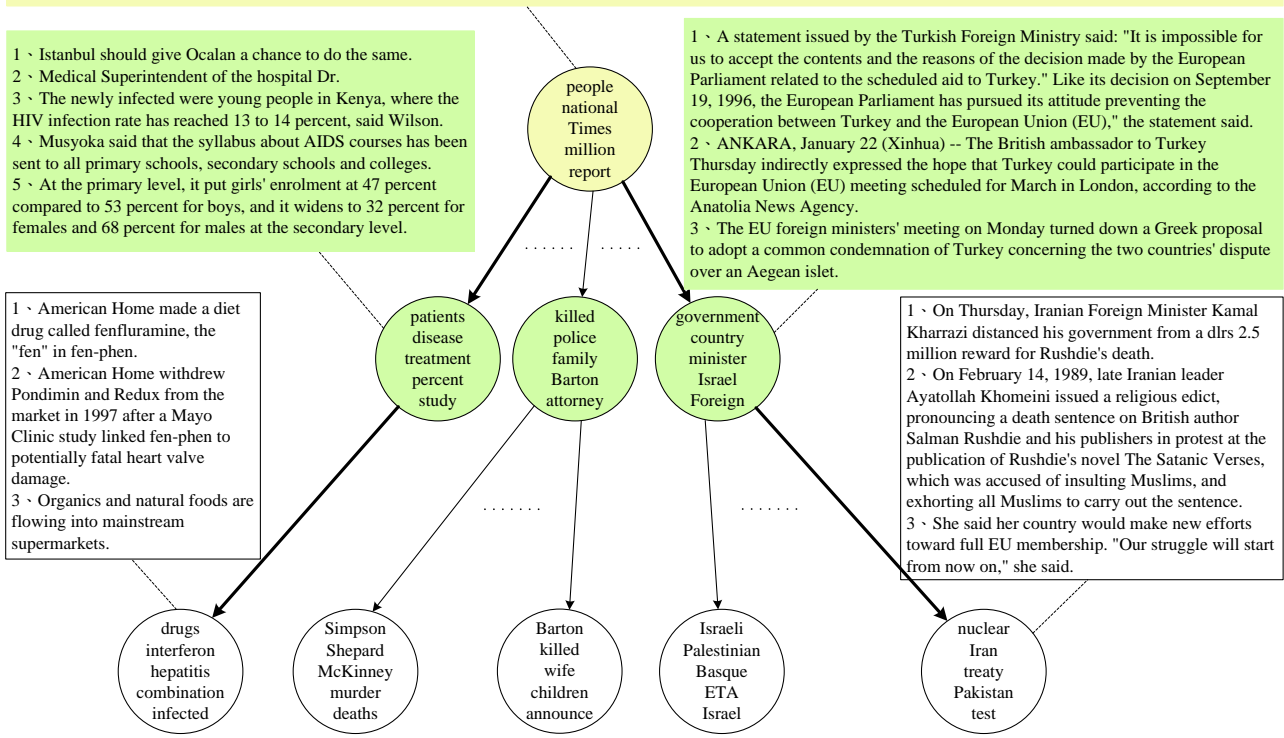 1、Istanbul should give Ocalan a chance to do the same.
2、Medical Superintendent of the hospital Dr.
3、The newly infected were young people in Kenya, where the
HIV infection rate has reached 13 to 14 percent, said Wilson.
4、Musyoka said that the syllabus about AIDS courses has been
sent to all primary schools, secondary schools and colleges.
5、At the primary level, it put girls' enrolment at 47 percent
compared to 53 percent for boys, and it widens to 32 percent for
females and 68 percent for males at the secondary level.
people
national
Times
million
report
1、A statement issued by the Turkish Foreign Ministry said: "It is impossible for
us to accept the contents and the reasons of the decision made by the European
Parliament related to the scheduled aid to Turkey." Like its decision on September
19, 1996, the European Parliament has pursued its attitude preventing the
cooperation between Turkey and the European Union (EU)," the statement said.
2、ANKARA, January 22 (Xinhua) -- The British ambassador to Turkey
Thursday indirectly expressed the hope that Turkey could participate in the
European Union (EU) meeting scheduled for March in London, according to the
Anatolia News Agency.
3、The EU foreign ministers' meeting on Monday turned down a Greek proposal
to adopt a common condemnation of Turkey concerning the two countries' dispute
over an Aegean islet.
. . . . . .
. . . . . .
1、American Home made a diet
drug called fenfluramine, the
"fen" in fen-phen.
2、American Home withdrew
Pondimin and Redux from the
market in 1997 after a Mayo
Clinic study linked fen-phen to
potentially fatal heart valve
damage.
3、Organics and natural foods are
flowing into mainstream
supermarkets.
patients
disease
treatment
percent
study
killed
police
family
Barton
attorney
government
country
minister
Israel
Foreign
1、On Thursday, Iranian Foreign Minister Kamal
Kharrazi distanced his government from a dlrs 2.5
million reward for Rushdie's death.
2、On February 14, 1989, late Iranian leader
Ayatollah Khomeini issued a religious edict,
pronouncing a death sentence on British author
Salman Rushdie and his publishers in protest at the
publication of Rushdie's novel The Satanic Verses,
which was accused of insulting Muslims, and
exhorting all Muslims to carry out the sentence.
3、She said her country would make new efforts
toward full EU membership. "Our struggle will start
from now on," she said.
. . . . . . .
. . . . . . .
drugs
interferon
hepatitis
combination
infected
Simpson
Shepard
McKinney
murder
deaths
Barton
killed
wife
children
announce
Israeli
Palestinian
Basque
ETA
Israel
nuclear
Iran
treaty
Pakistan
test